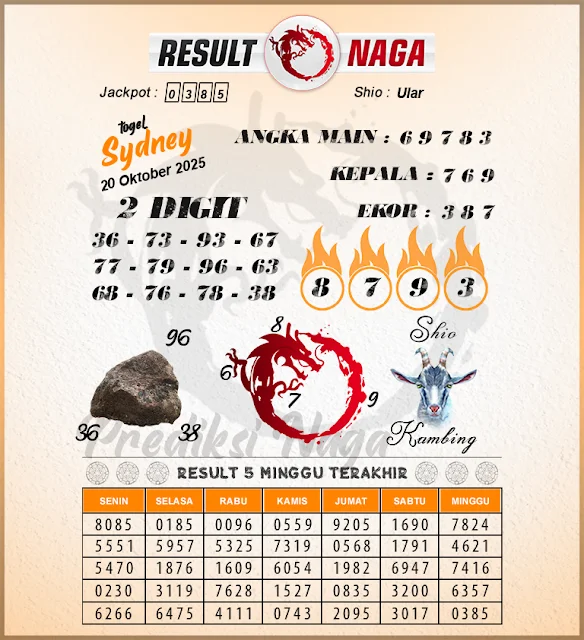 RESULT NAGA
Jackpot : 0385
Shio : Ular
togel
Sydney
20 Oktober 2025
ANGKA MAIN : 6 9 7 8 3
KEPALA : 7 6 9
EKOR : 3 8 7
2 DIGIT
36 - 73 - 93 - 67
77 - 79 - 96 - 63
68 - 76 - 78 - 38
8 7 9 3
96
36
38
8
6
7
9
Shio
Kambing
Prediksi Naga
RESULT 5 MINGGU TERAKHIR
SENIN SELASA RABU KAMIS JUMAT SABTU MINGGU
8085 0185 0096 0559 9205 1690 7824
5551 5957 5325 7319 0568 1791 4621
5470 1876 1609 6054 1982 6947 7416
0230 3119 7628 1527 0835 3200 6357
6266 6475 4111 0743 2095 3017 0385